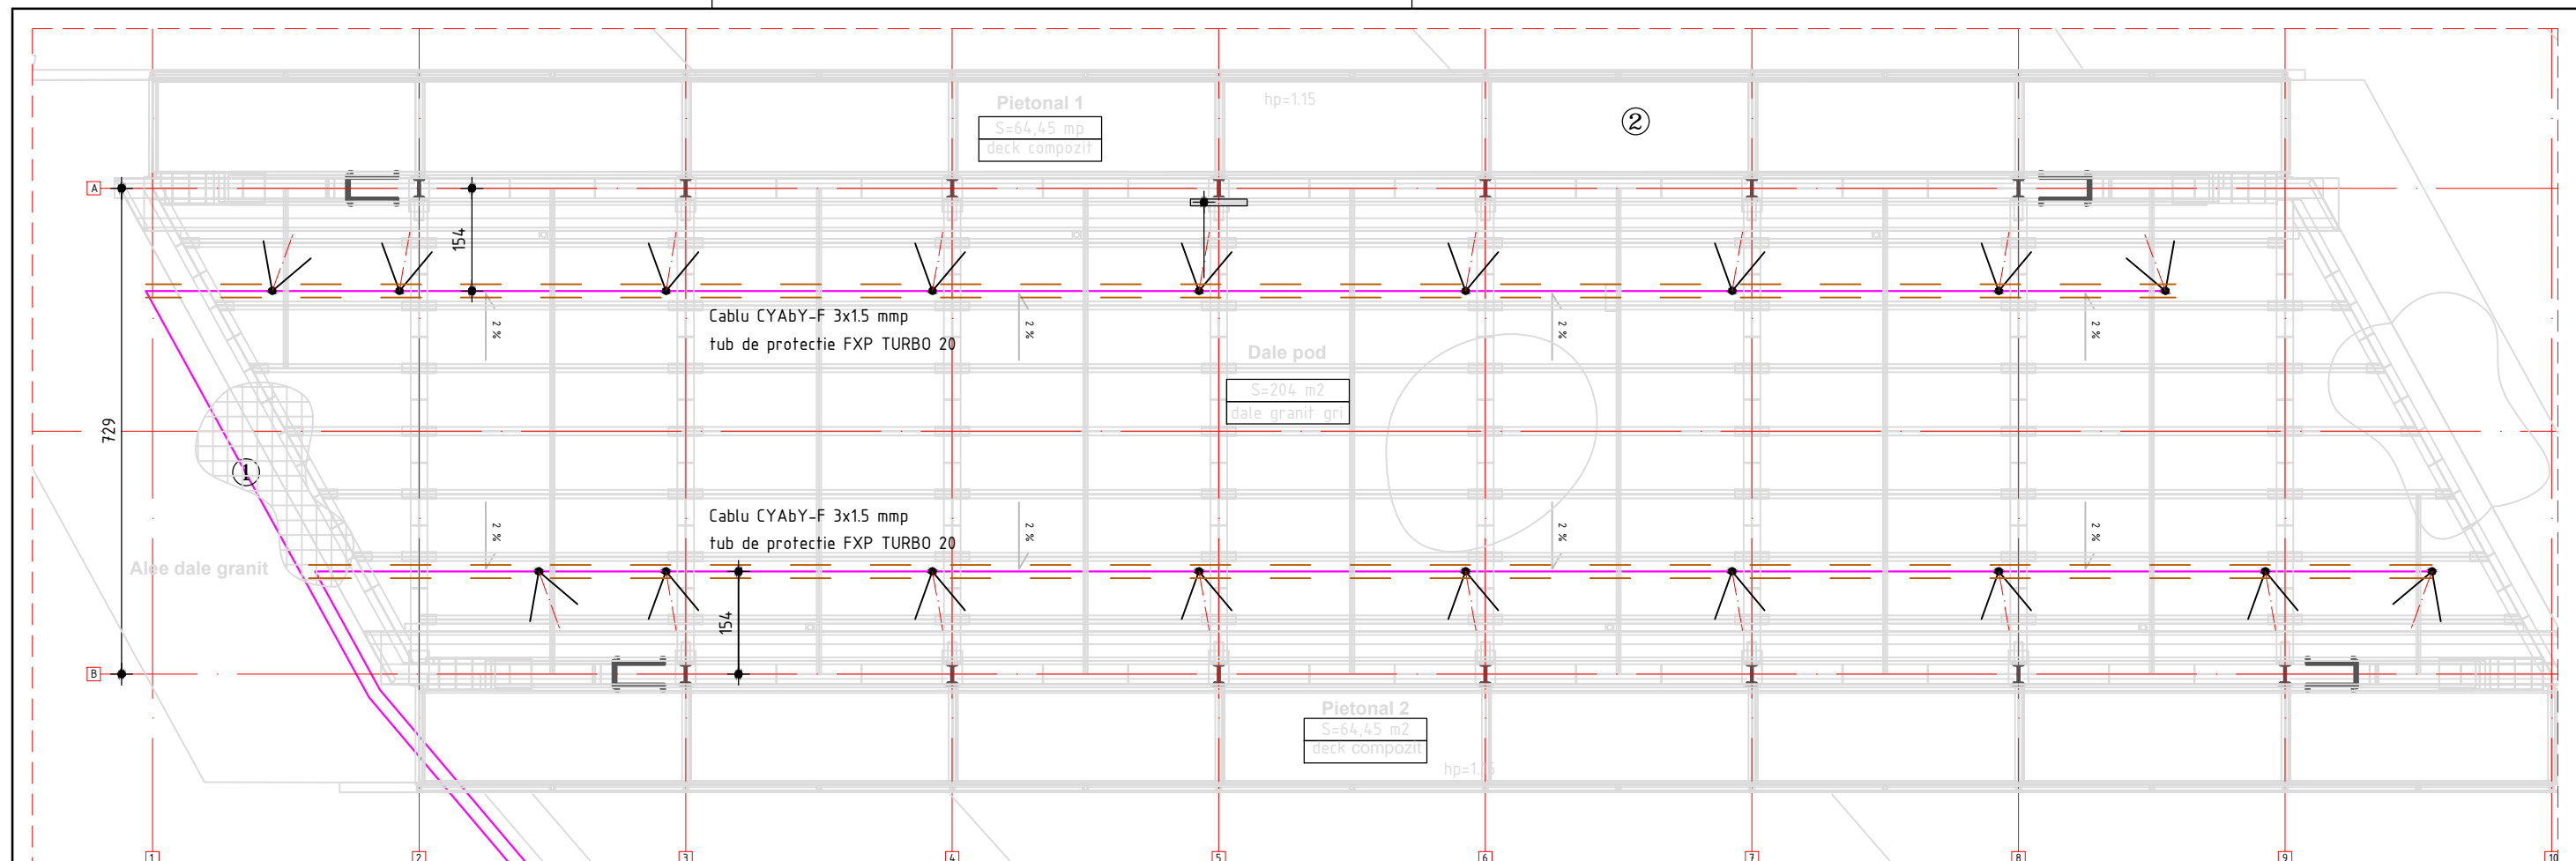 Pietonal 1
S=64,45 mp
deck compozit
hp=1.15
2
A
154
Cablu CYAbY-F 3x1.5 mmp
tub de protectie FXP TURBO 20
2 %
2 %
2 %
2 %
Dale pod
S=204 m2
dale granit gri
729
1
Cablu CYAbY-F 3x1.5 mmp
tub de protectie FXP TURBO 20
2 %
2 %
2 %
2 %
Alee dale granit
154
B
Pietonal 2
S=64,45 m2
deck compozit
hp=1.15
1
2
3
4
5
6
7
8
9
10